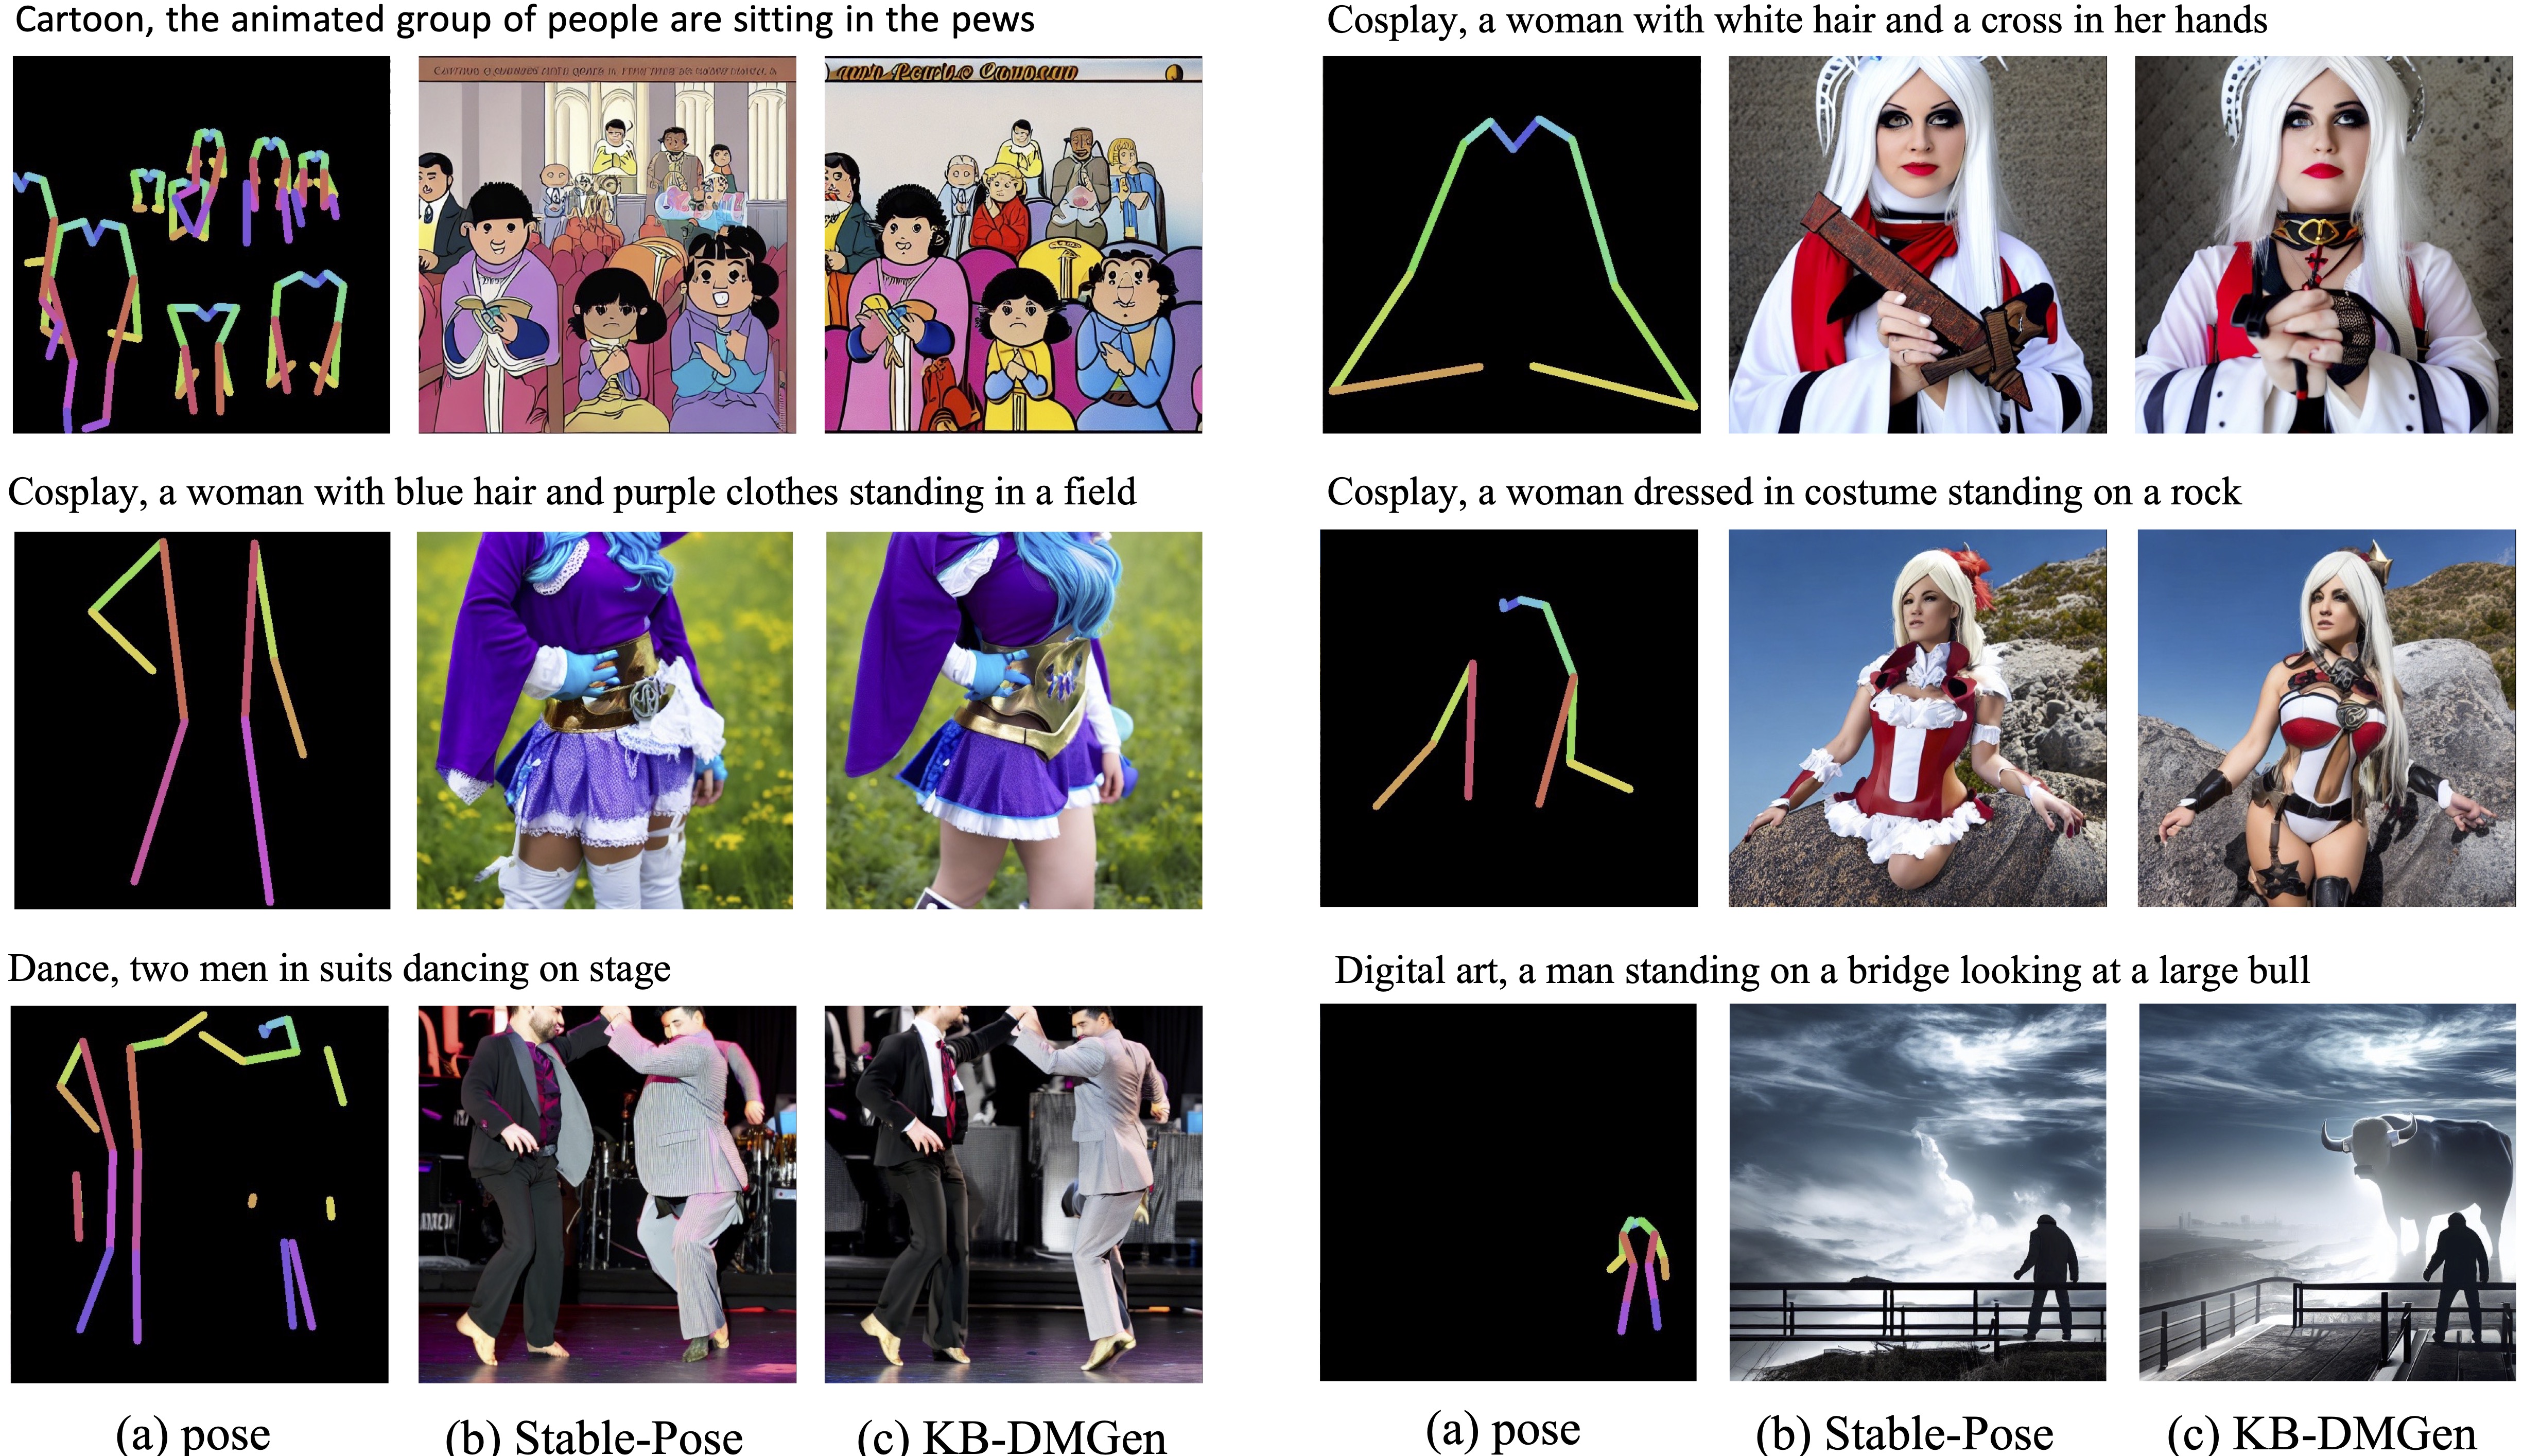 Cartoon, the animated group of people are sitting in the pews
Cosplay, a woman with white hair and a cross in her hands
Cosplay, a woman with blue hair and purple clothes standing in a field
Cosplay, a woman dressed in costume standing on a rock
Dance, two men in suits dancing on stage
Digital art, a man standing on a bridge looking at a large bull
(a) pose
(b) Stable-Pose
(c) KB-DMGen
(a) pose
(b) Stable-Pose
(c) KB-DMGen